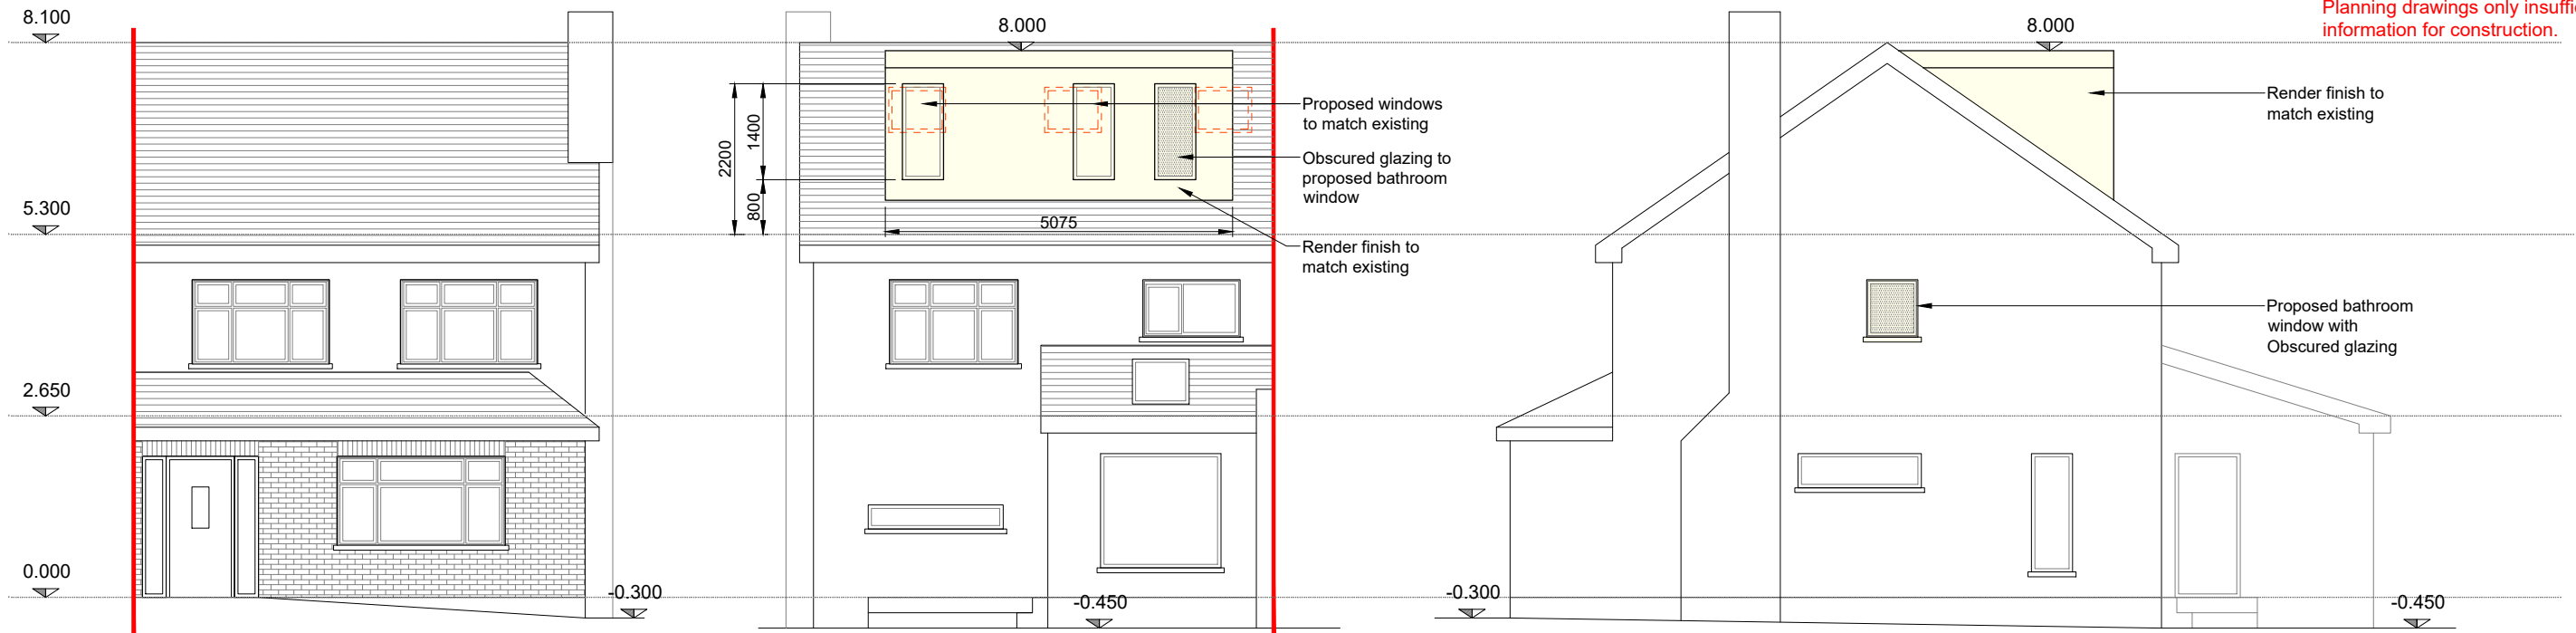 8.100
5.300
2.650
0.000
-0.300
8.000
2200
1400
800
5075
Proposed windows
to match existing
Obscured glazing to
proposed bathroom
window
Render finish to
match existing
-0.450
Planning drawings only
information for construction.
8.000
Render finish to
match existing
Proposed bathroom
window with
Obscured glazing
-0.300
-0.450